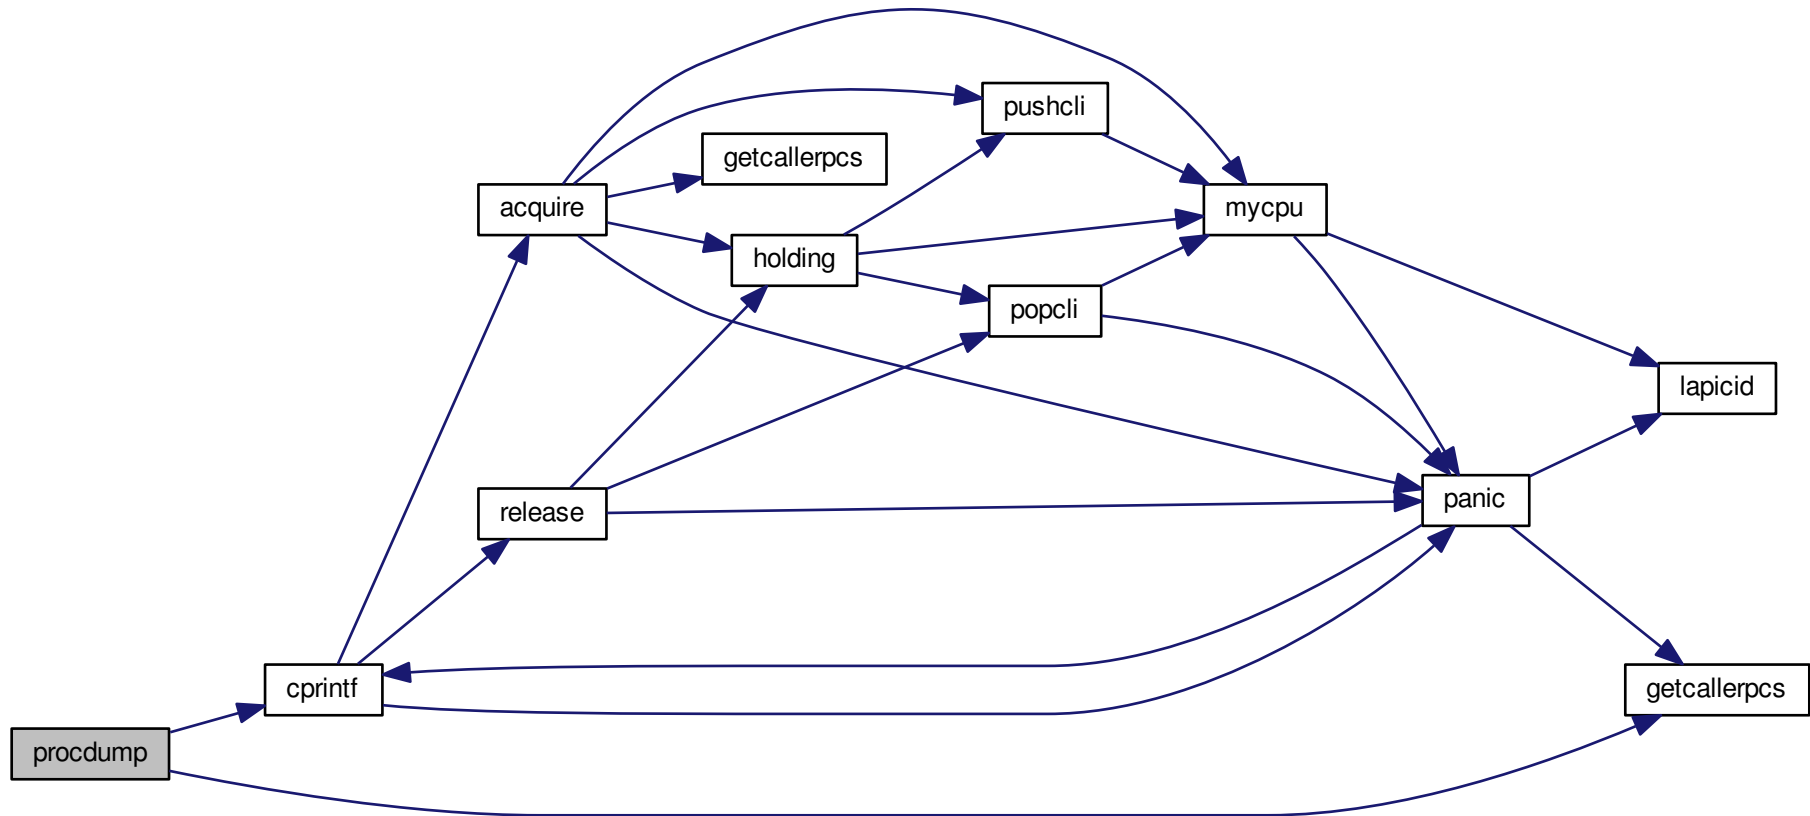 pushcli
getcallerpcs
acquire
mycpu
holding
popcli
lapicid
panic
release
cprintf
getcallerpcs
procdump